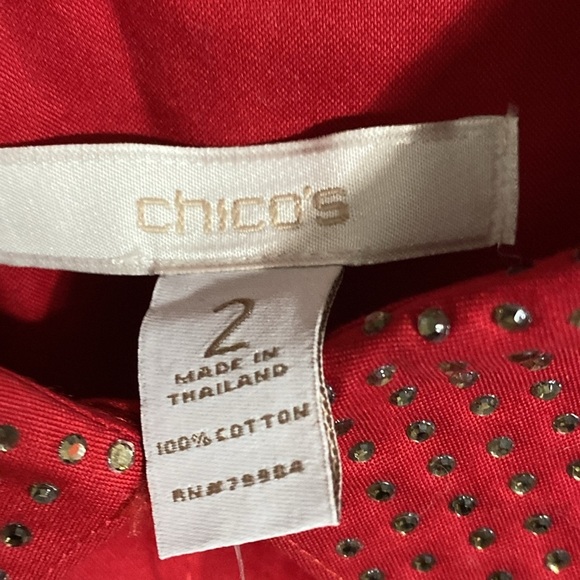 chico's
2
MADE IN
THAILAND
100% COTTON
RN#79984